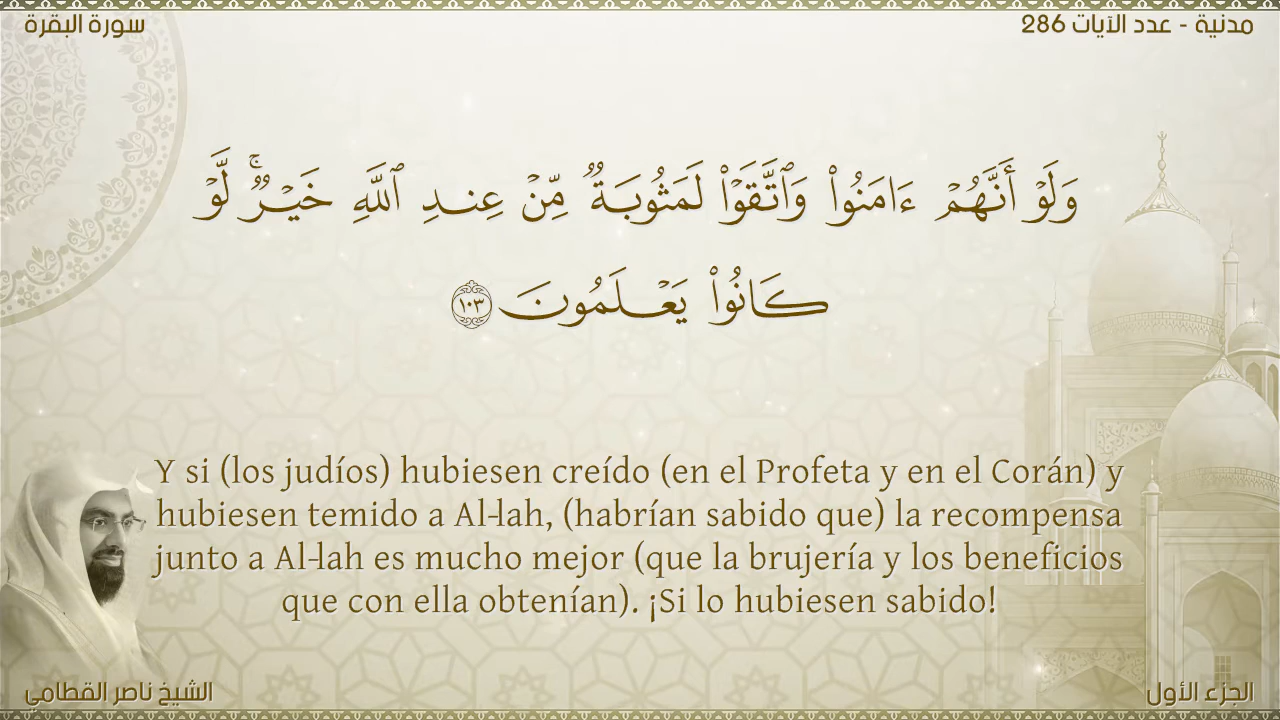 مدنية - عدد الآيات 286
سورة البقرة
وَلَوۡ أَنَّهُمۡ ءَامَنُواْ وَٱتَّقَوۡاْ لَمَثُوبَةٞ مِّنۡ عِندِ ٱللَّهِ خَيۡرٞۚ لَّوۡ
كَانُواْ يَعۡلَمُونَ ١٠٣
Y si (los judíos) hubiesen creído (en el Profeta y en el Corán) y
hubiesen temido a Al-lah, (habrían sabido que) la recompensa
junto a Al-lah es mucho mejor (que la brujería y los beneficios
que con ella obtenían). ¡Si lo hubiesen sabido!
الجزء الأول
الشيخ ناصر القطامي